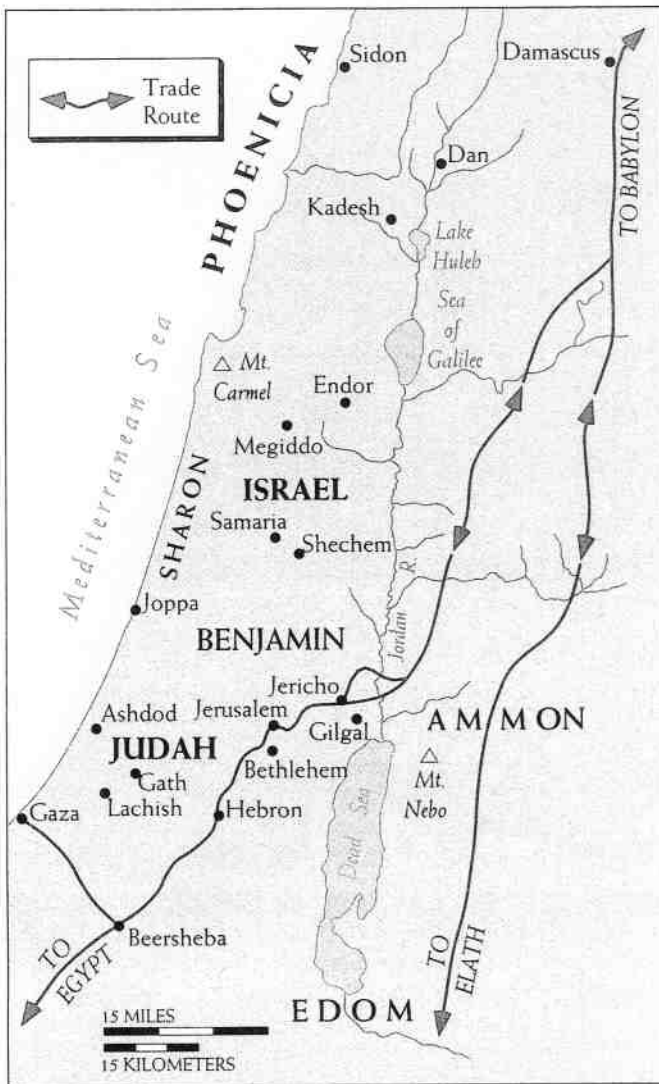 Trade
Route
Sidon
Damascus
PHOENICIA
Dan
TO BABYLON
Kadesh
Lake
Huleh
Sea
of
Galilee
Mediterranean Sea
Mt.
Carmel
Endor
Megiddo
SHARON
ISRAEL
Samaria
Shechem
Joppa
Jordan R.
BENJAMIN
Jericho
Ashdod
Jerusalem
Gilgal
AMMON
JUDAH
Bethlehem
Mt.
Nebo
Gath
Lachish
Gaza
Hebron
Dead Sea
Beersheba
TO
EGYPT
TO
ELATH
EDOM
15 MILES
15 KILOMETERS